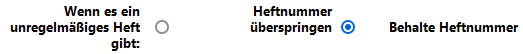 Wenn es ein
unregelmäßiges Heft
gibt:
Heftnummer
überspringen
Behalte Heftnummer